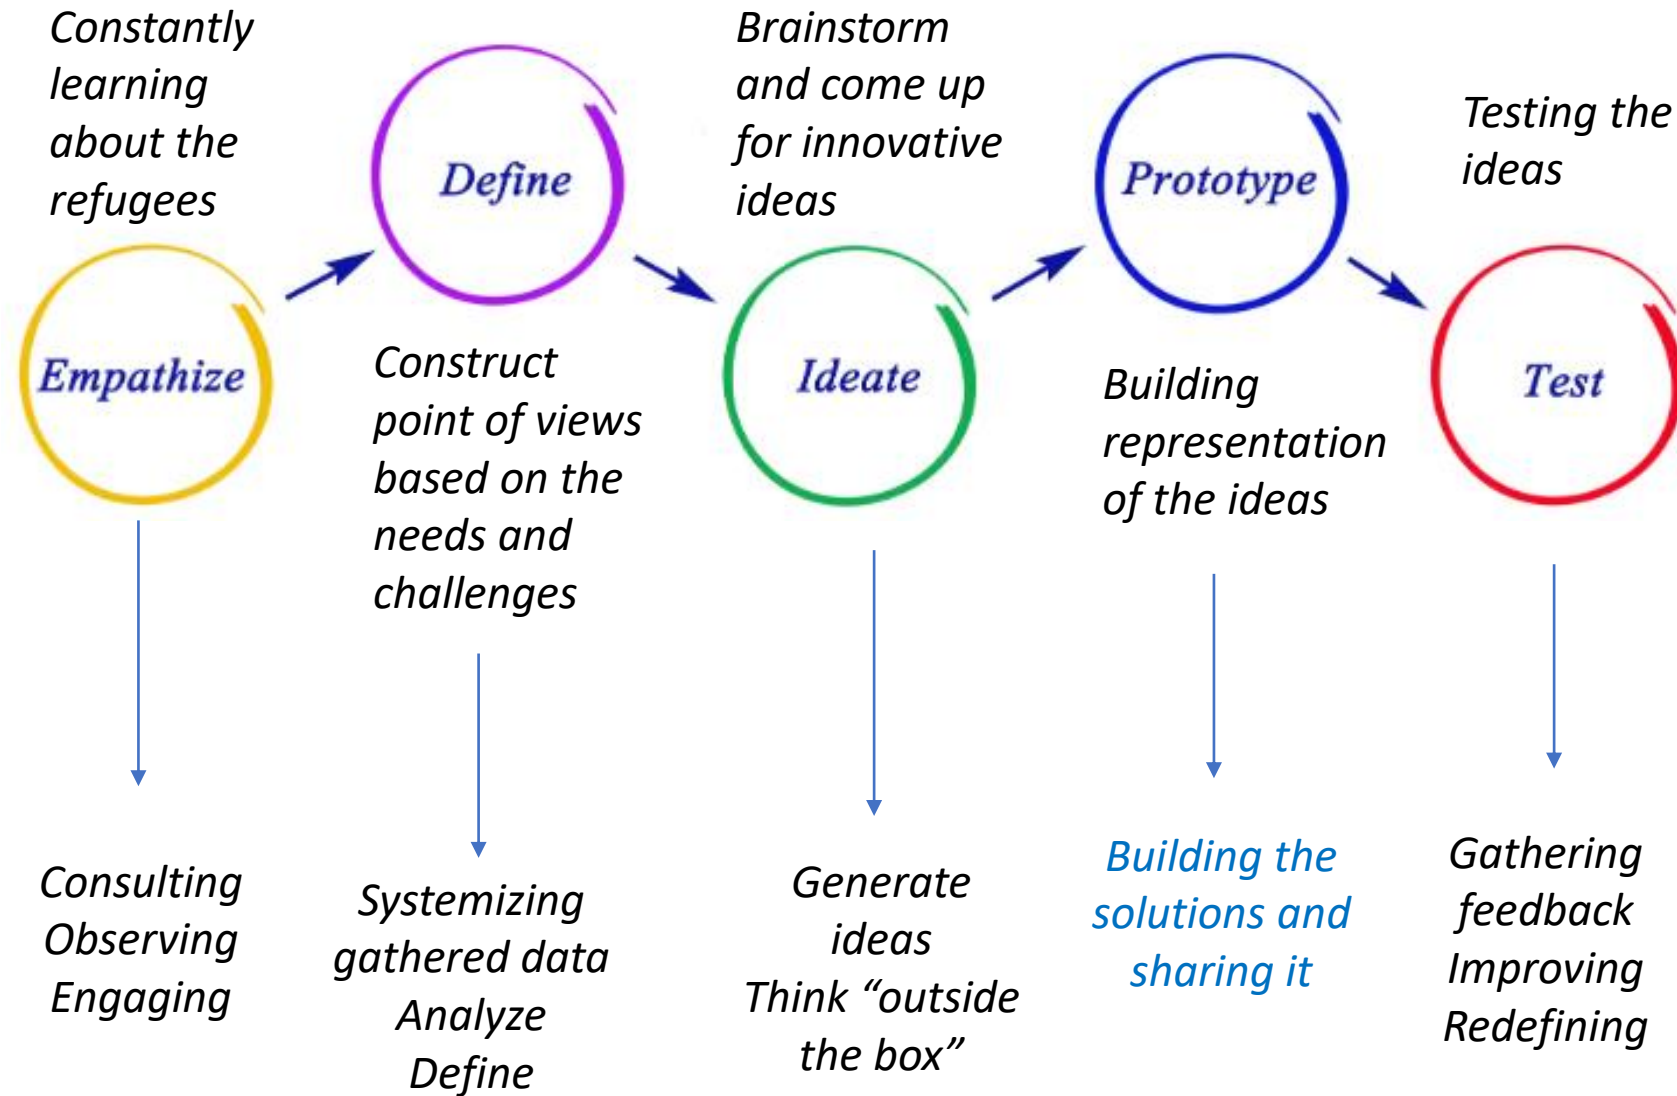 Constantly
learning
about the
refugees
Empathize
Consulting
Observing
Engaging
Define
Construct
point of views
based on the
needs and
challenges
Systemizing
gathered data
Analyze
Define
Brainstorm
and come up
for innovative
ideas
Ideate
Generate
ideas
Think “outside
the box”
Prototype
Building
representation
of the ideas
Building the
solutions and
sharing it
Testing the
ideas
Test
Gathering
feedback
Improving
Redefining